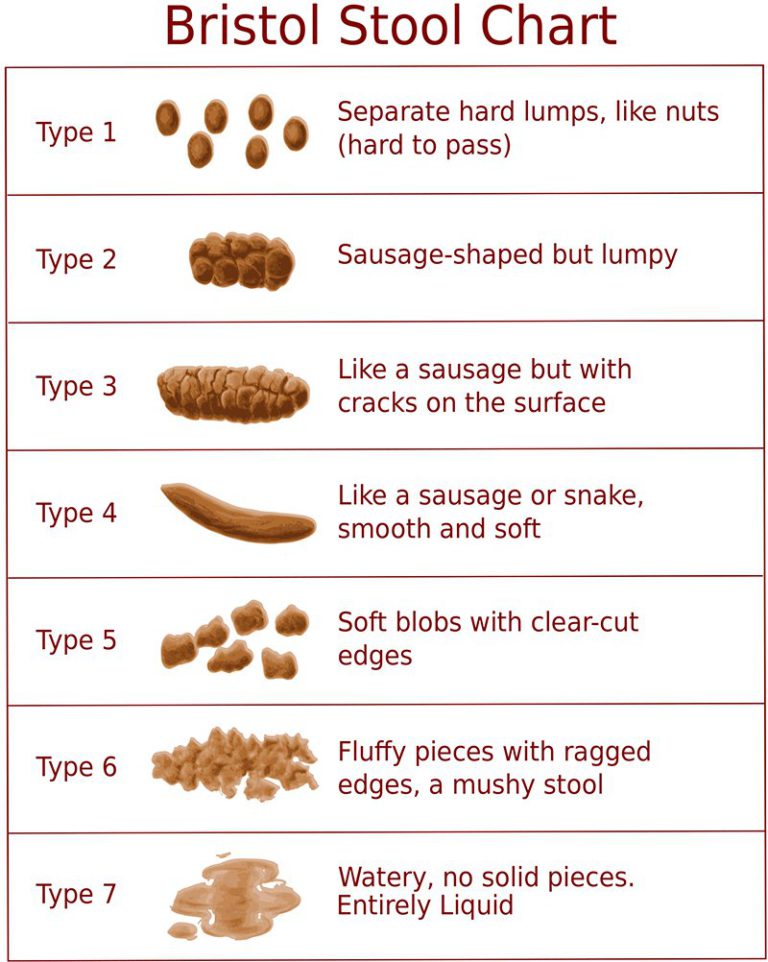 Bristol Stool Chart
Type 1
Separate hard lumps, like nuts
(hard to pass)
Type 2
Sausage-shaped but lumpy
Type 3
Like a sausage but with
cracks on the surface
Type 4
Like a sausage or snake,
smooth and soft
Type 5
Soft blobs with clear-cut
edges
Type 6
Fluffy pieces with ragged
edges, a mushy stool
Type 7
Watery, no solid pieces.
Entirely Liquid